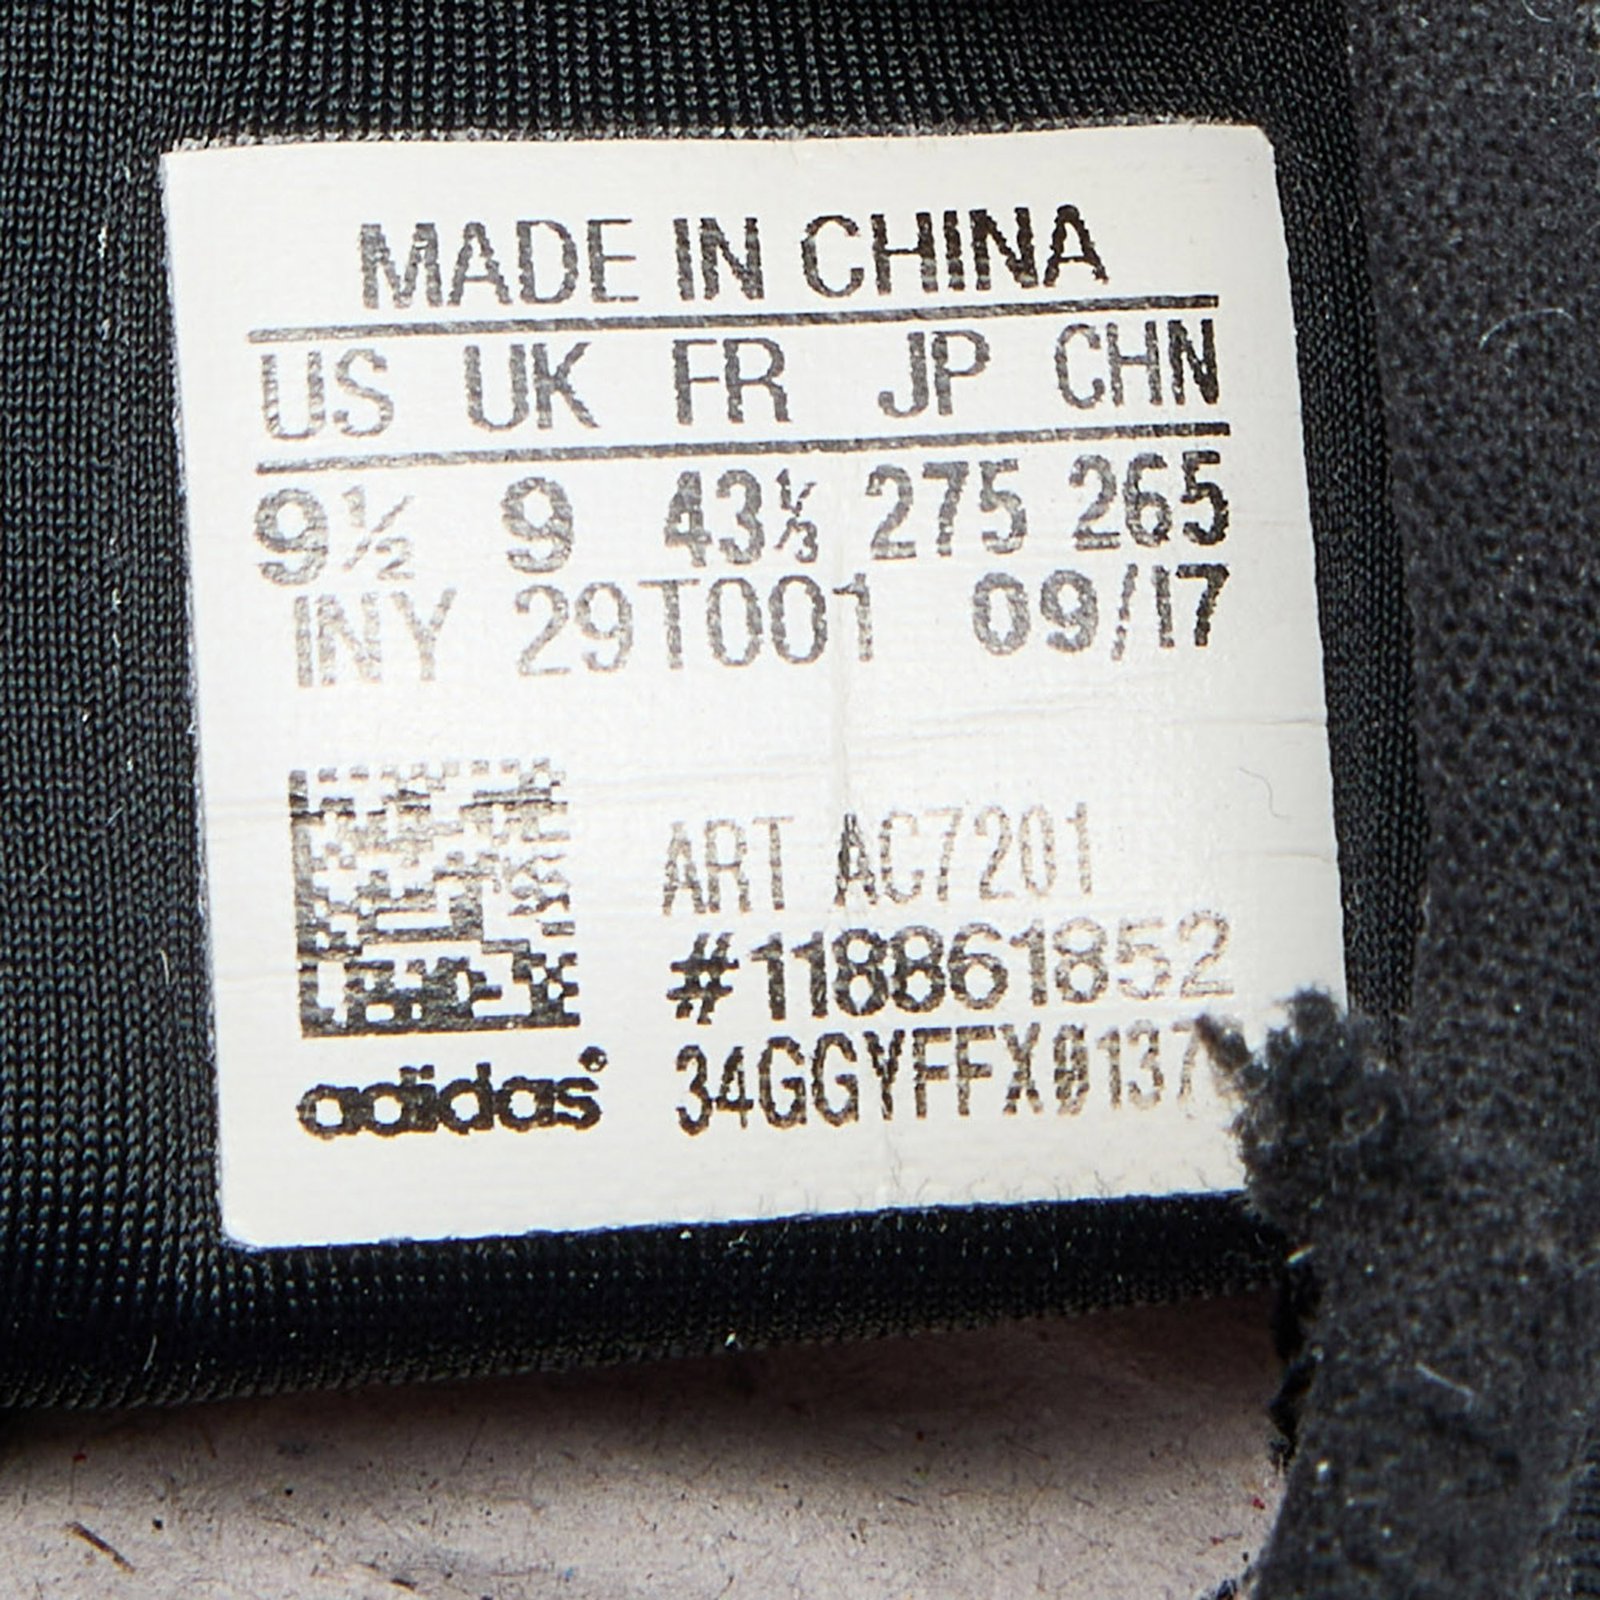 MADE IN CHINA
US UK FR JP CHN
9½ 9 43⅓ 275 265
INY 29T001 09/17
ART AC7201
#118861852
adidas® 34GGYFFX0137